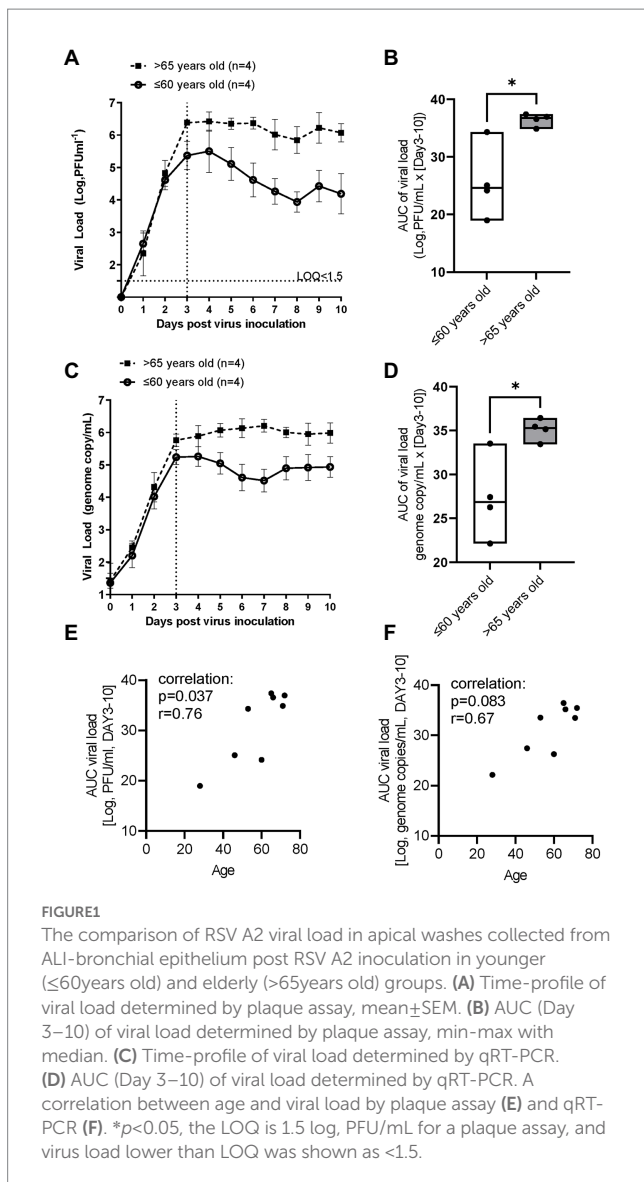 A
>65 years old (n=4)
≤60 years old (n=4)
Viral Load (Log,PFUml-1)
7
6
5
4
3
2
1
LOQ<1.5
0 1 2 3 4 5 6 7 8 9 10
Days post virus inoculation
B
*
AUC of viral load
(Log,PFU/mL x [Day3-10])
40
30
20
10
≤60 years old
>65 years old
C
>65 years old (n=4)
≤60 years old (n=4)
Viral Load (genome copy/mL)
7
6
5
4
3
2
1
0 1 2 3 4 5 6 7 8 9 10
Days post virus inoculation
D
*
AUC of viral load
genome copy/mL x [Day3-10])
40
35
30
25
20
≤60 years old
>65 years old
E
correlation:
p=0.037
r=0.76
AUC viral load
[Log, PFU/ml, DAY3-10]
40
30
20
10
0 20 40 60 80
Age
F
correlation:
p=0.083
r=0.67
AUC viral load
[Log, genome copies/mL, DAY3-10]
40
30
20
10
0 20 40 60 80
Age
FIGURE1
The comparison of RSV A2 viral load in apical washes collected from
ALI-bronchial epithelium post RSV A2 inoculation in younger
(≤60years old) and elderly (>65years old) groups. (A) Time-profile of
viral load determined by plaque assay, mean±SEM. (B) AUC (Day
3–10) of viral load determined by plaque assay, min-max with
median. (C) Time-profile of viral load determined by qRT-PCR.
(D) AUC (Day 3–10) of viral load determined by qRT-PCR. A
correlation between age and viral load by plaque assay (E) and qRT-
PCR (F). *p<0.05, the LOQ is 1.5 log, PFU/mL for a plaque assay, and
virus load lower than LOQ was shown as <1.5.